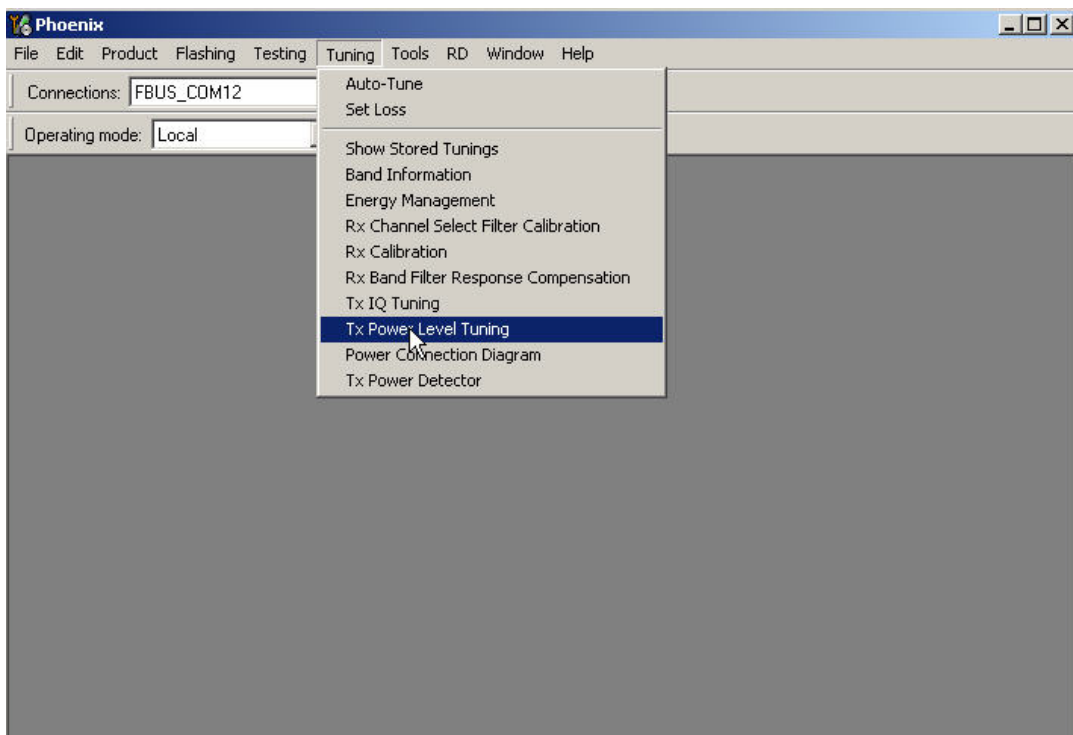 Phoenix
File Edit Product Flashing Testing Tuning Tools RD Window Help
Connections: FBUS_COM12
Operating mode: Local
Auto-Tune
Set Loss
Show Stored Tunings
Band Information
Energy Management
Rx Channel Select Filter Calibration
Rx Calibration
Rx Band Filter Response Compensation
Tx IQ Tuning
Tx Power Level Tuning
Power Connection Diagram
Tx Power Detector